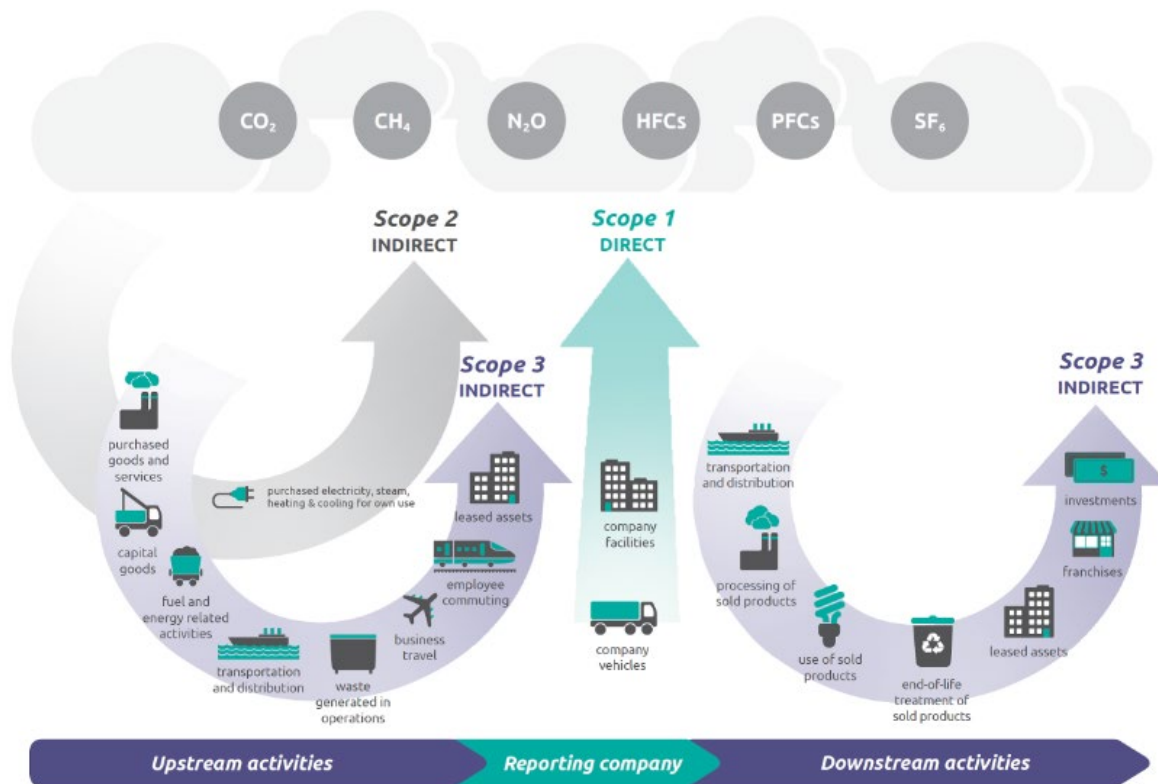 CO₂ CH₄ N₂O HFCs PFCs SF₆
Scope 2
INDIRECT
Scope 1
DIRECT
Scope 3
INDIRECT
Scope 3
INDIRECT
purchased
goods and
services
capital
goods
fuel and
energy related
activities
purchased electricity, steam,
heating & cooling for own use
transportation
and distribution
waste
generated in
operations
business
travel
employee
commuting
leased assets
company
facilities
company
vehicles
transportation
and distribution
processing of
sold products
use of sold
products
end-of-life
treatment of
sold products
leased assets
franchises
$
investments
Upstream activities
Reporting company
Downstream activities